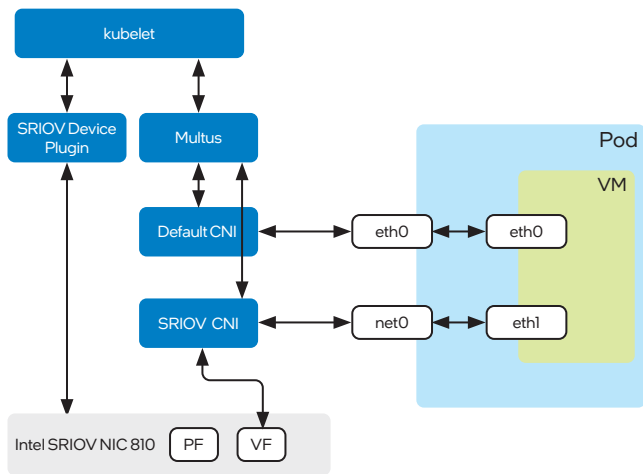 kubelet
SRIOV Device
Plugin
Multus
Pod
VM
Default CNI
eth0
eth0
SRIOV CNI
net0
eth1
Intel SRIOV NIC 810
PF
VF